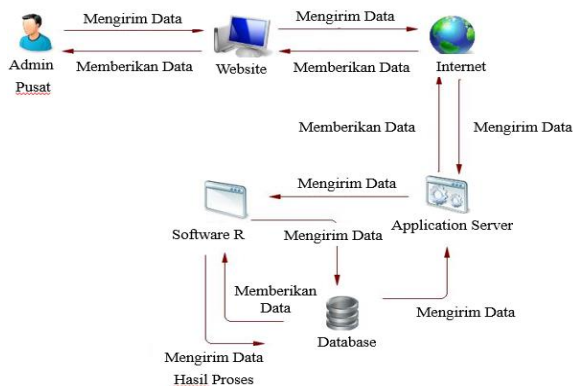 Mengirim Data
Mengirim Data
Memberikan Data
Memberikan Data
Admin
Pusat
Website
Internet
Memberikan Data
Mengirim Data
Mengirim Data
Software R
Mengirim Data
Application Server
Memberikan
Data
Mengirim Data
Database
Mengirim Data
Hasil Proses